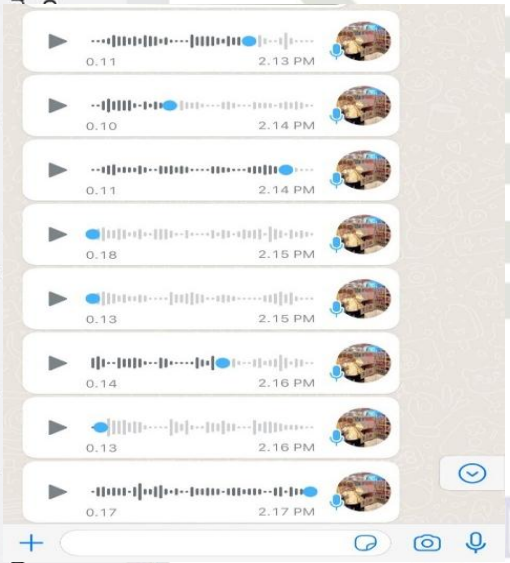 0.11 2.13 PM
0.10 2.14 PM
0.11 2.14 PM
0.18 2.15 PM
0.13 2.15 PM
0.14 2.16 PM
0.13 2.16 PM
0.17 2.17 PM